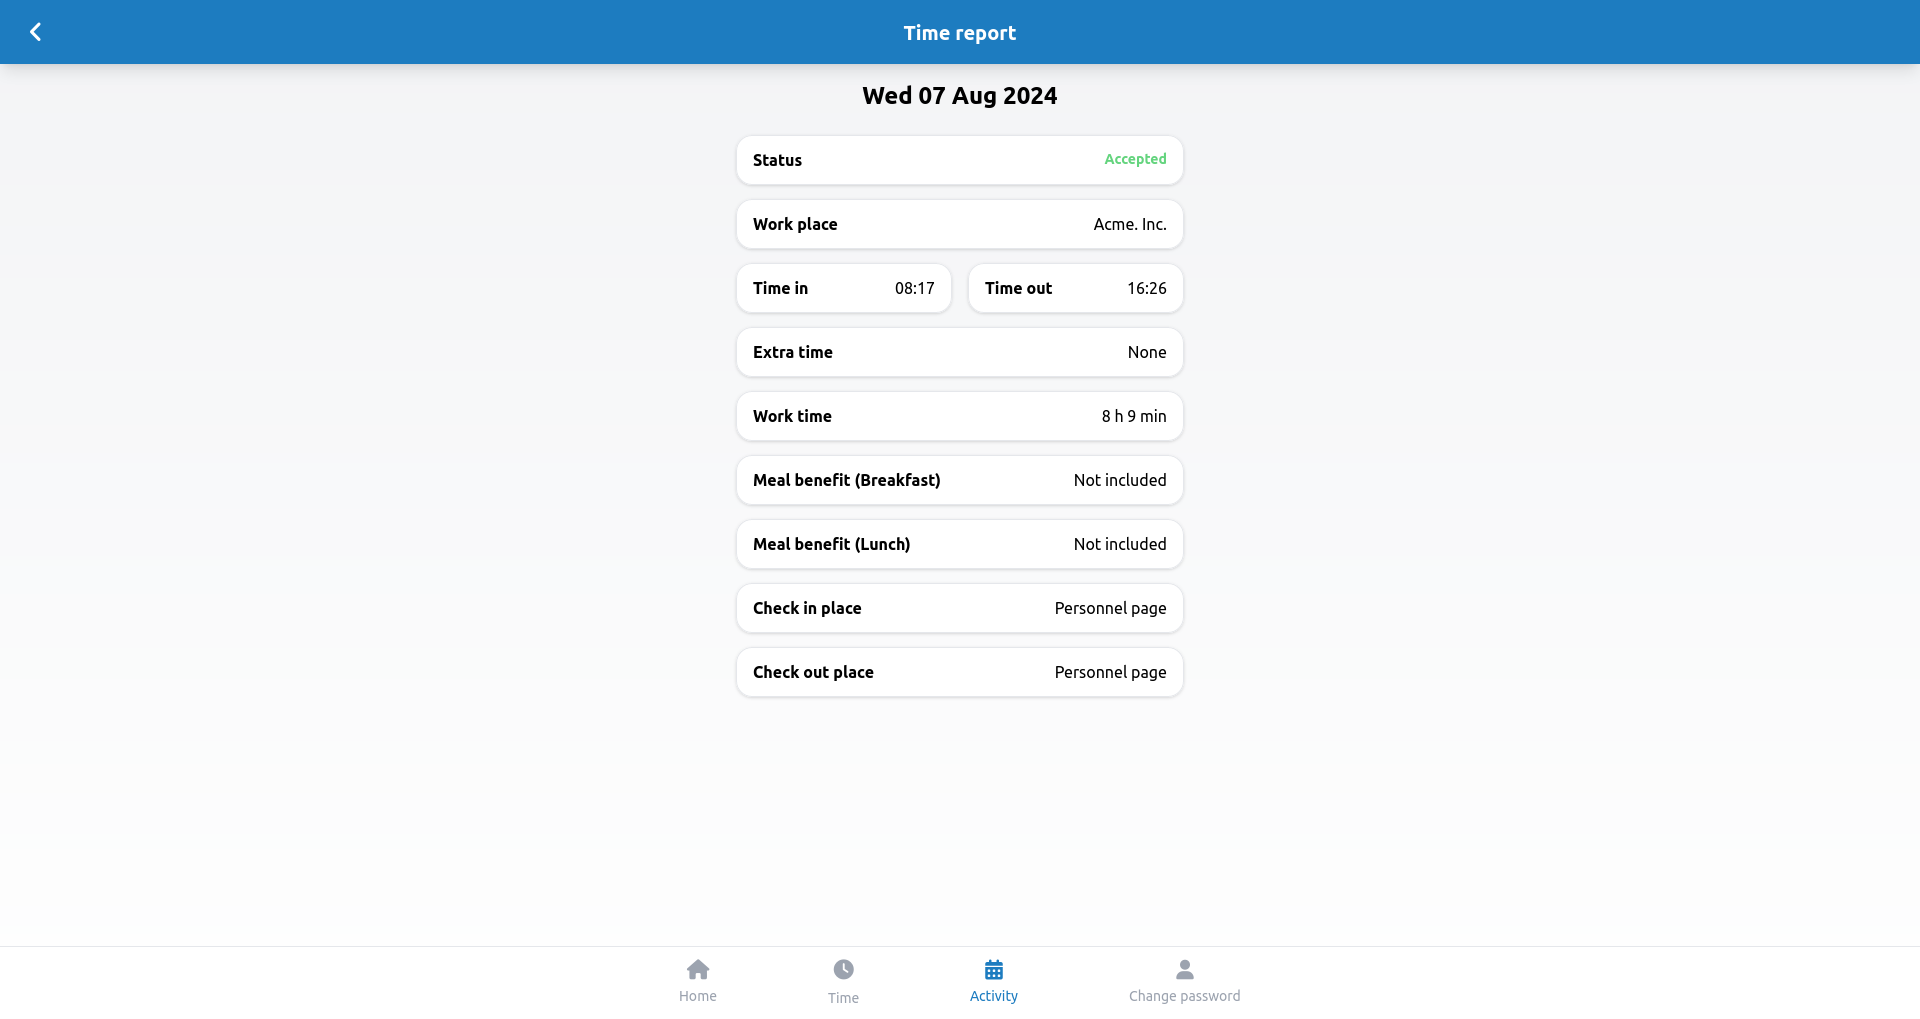 Time report
Wed 07 Aug 2024
Status Accepted
Work place Acme. Inc.
Time in 08:17 Time out 16:26
Extra time None
Work time 8 h 9 min
Meal benefit (Breakfast) Not included
Meal benefit (Lunch) Not included
Check in place Personnel page
Check out place Personnel page
Home Time Activity Change password